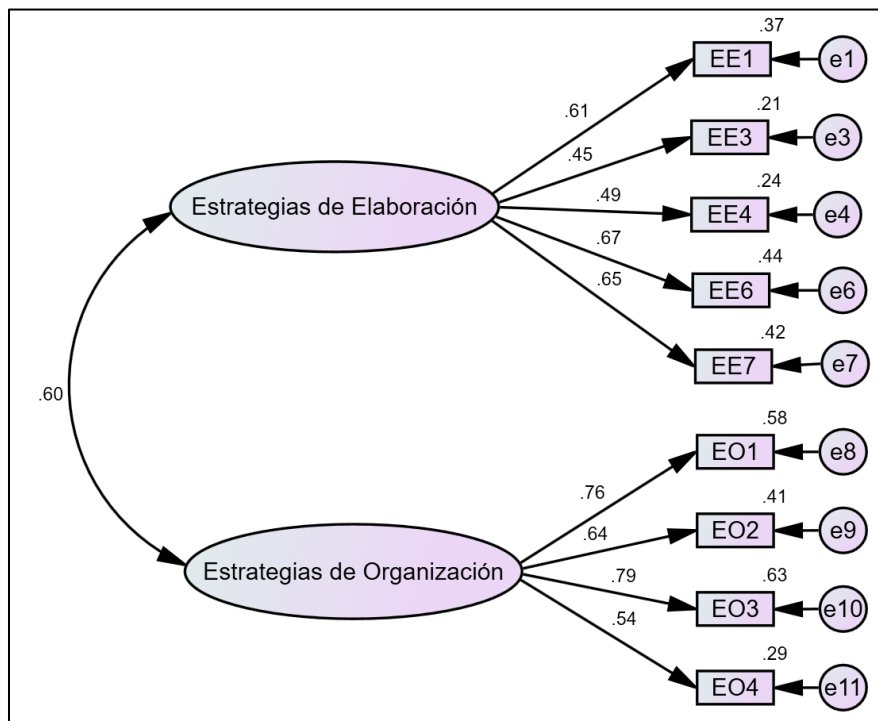 .37
EE1
e1
.61
.21
EE3
e3
.45
.24
EE4
e4
.49
Estrategias de Elaboración
.67
.44
EE6
e6
.65
.42
EE7
e7
.60
.58
EO1
e8
.76
.41
EO2
e9
.64
Estrategias de Organización
.79
.63
EO3
e10
.54
.29
EO4
e11